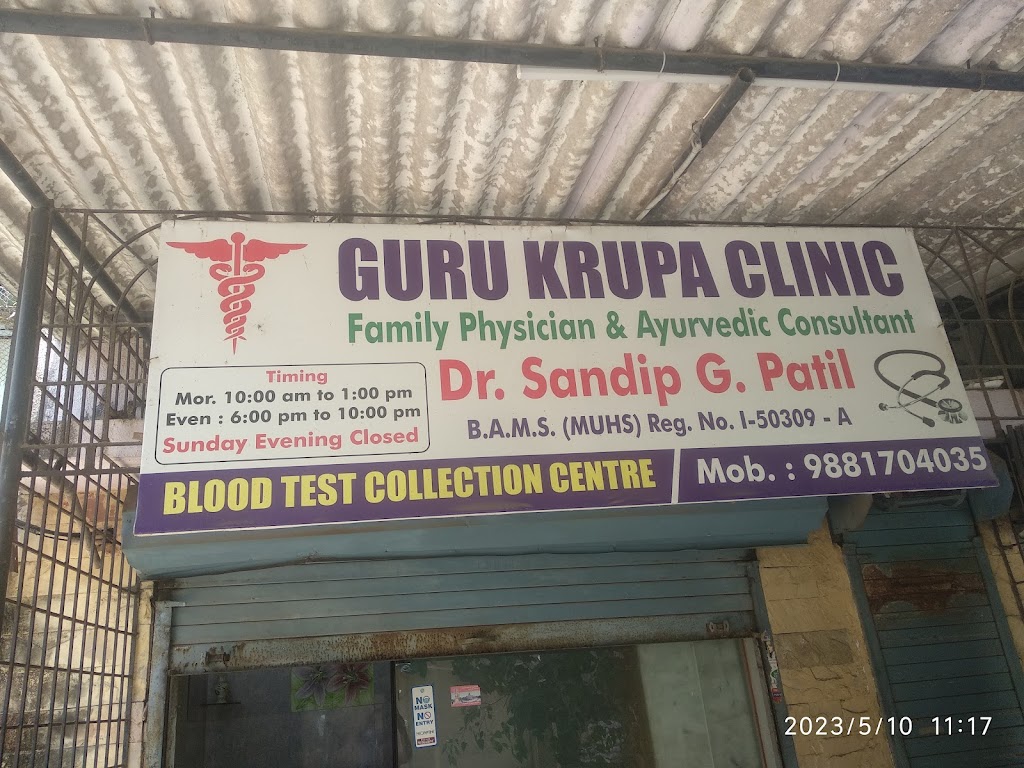 GURU KRUPA CLINIC
Family Physician & Ayurvedic Consultant
Dr. Sandip G. Patil
B.A.M.S. (MUHS) Reg. No. I-50309 - A
Timing
Mor. 10:00 am to 1:00 pm
Even : 6:00 pm to 10:00 pm
Sunday Evening Closed
BLOOD TEST COLLECTION CENTRE
Mob. : 9881704035
NO
MASK
NO
ENTRY
2023/5/10 11:17